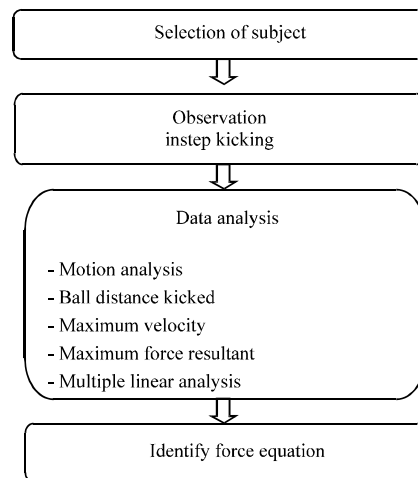 Selection of subject
Observation
instep kicking
Data analysis
- Motion analysis
- Ball distance kicked
- Maximum velocity
- Maximum force resultant
- Multiple linear analysis
Identify force equation